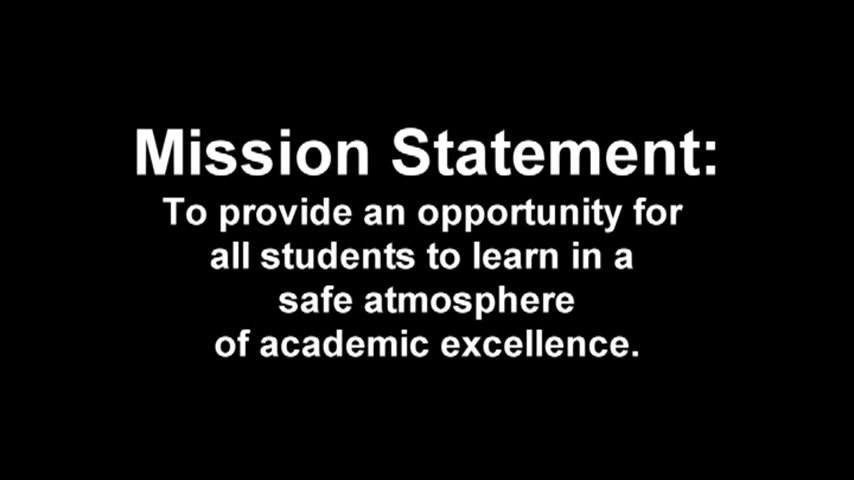 Mission Statement:
To provide an opportunity for
all students to learn in a
safe atmosphere
of academic excellence.